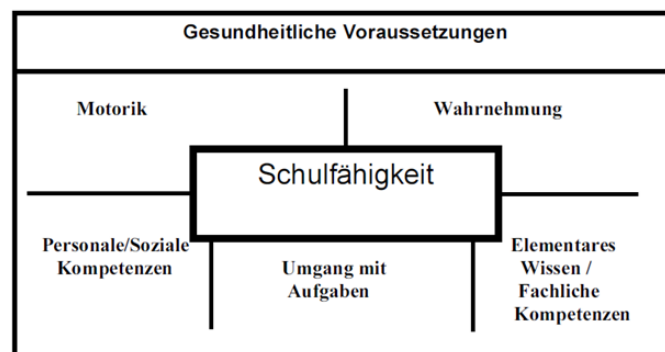 Gesundheitliche Voraussetzungen
Motorik
Wahrnehmung
Schulfähigkeit
Personale/Soziale
Kompetenzen
Umgang mit
Aufgaben
Elementares
Wissen /
Fachliche
Kompetenzen